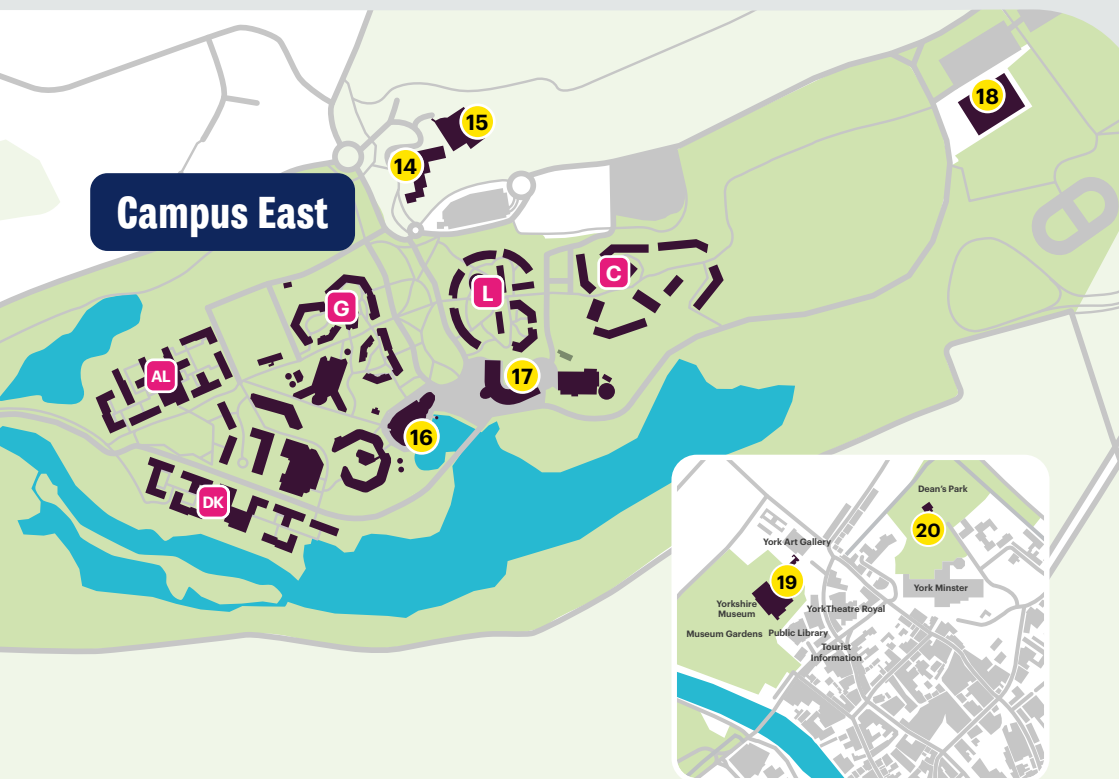 18
15
14
Campus East
C
L
G
AL
17
16
DK
Dean's Park
20
York Art Gallery
19
York Minster
Yorkshire
Museum
YorkTheatre Royal
Museum Gardens
Public Library
Tourist
Information